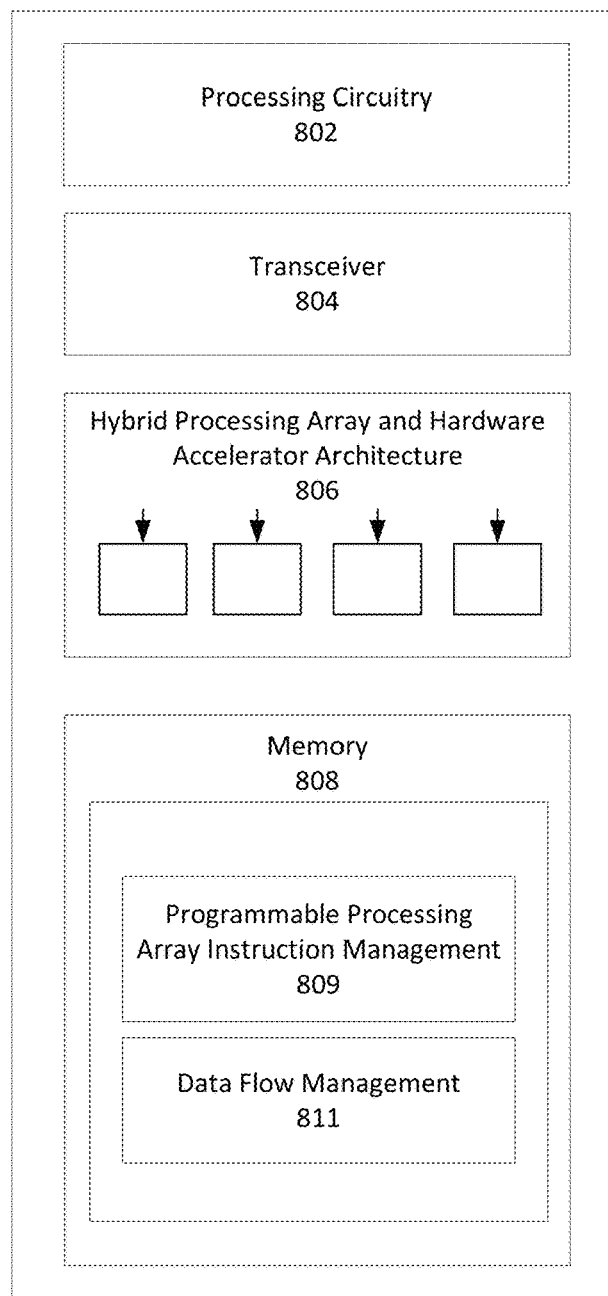 Processing Circuitry
802
Transceiver
804
Hybrid Processing Array and Hardware
Accelerator Architecture
806
Memory
808
Programmable Processing
Array Instruction Management
809
Data Flow Management
811